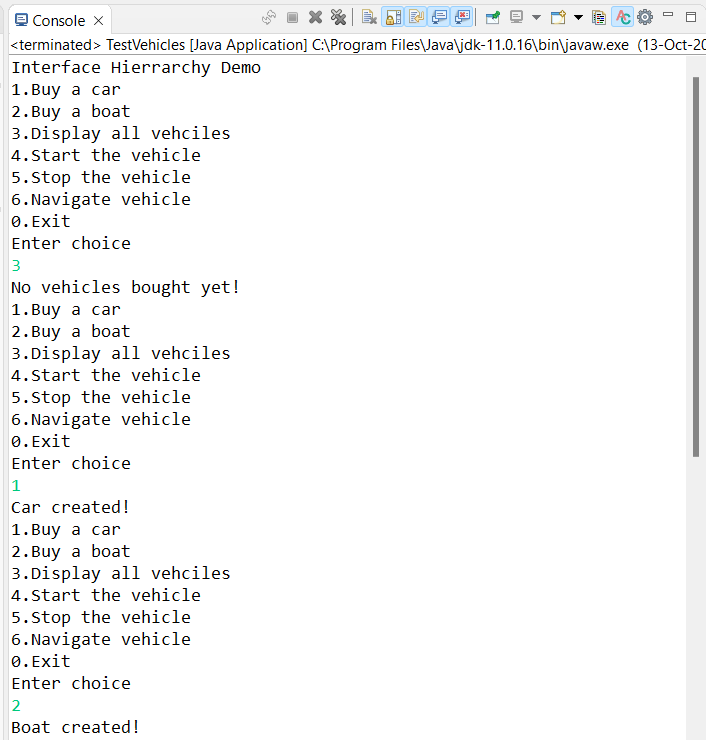 Console
<terminated> TestVehicles [Java Application] C:\Program Files\Java\jdk-11.0.16\bin\javaw.exe (13-Oct-20
Interface Hierrarchy Demo
1.Buy a car
2.Buy a boat
3.Display all vehciles
4.Start the vehicle
5.Stop the vehicle
6.Navigate vehicle
0.Exit
Enter choice
3
No vehicles bought yet!
1.Buy a car
2.Buy a boat
3.Display all vehciles
4.Start the vehicle
5.Stop the vehicle
6.Navigate vehicle
0.Exit
Enter choice
1
Car created!
1.Buy a car
2.Buy a boat
3.Display all vehciles
4.Start the vehicle
5.Stop the vehicle
6.Navigate vehicle
0.Exit
Enter choice
2
Boat created!